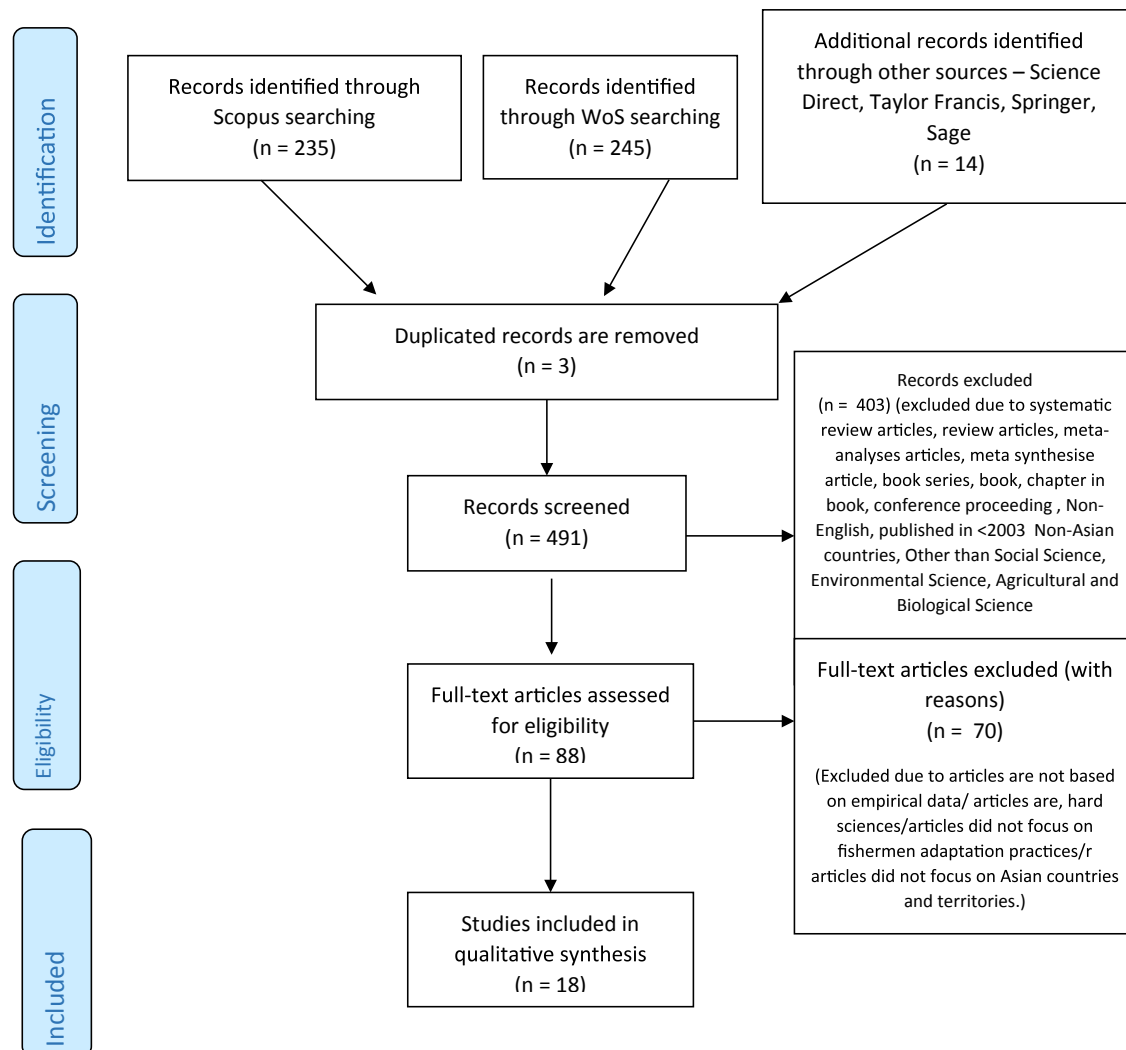 Identification
Records identified through
Scopus searching
(n = 235)
Records identified
through WoS searching
(n = 245)
Additional records identified
through other sources – Science
Direct, Taylor Francis, Springer,
Sage
(n = 14)
Screening
Duplicated records are removed
(n = 3)
Records screened
(n = 491)
Records excluded
(n =  403) (excluded due to systematic
review articles, review articles, meta-
analyses articles, meta synthesise
article, book series, book, chapter in
book, conference proceeding , Non-
English, published in <2003  Non-Asian
countries, Other than Social Science,
Environmental Science, Agricultural and
Biological Science
Eligibility
Full-text articles assessed
for eligibility
(n = 88)
Full-text articles excluded (with
reasons)
(n =  70)
(Excluded due to articles are not based
on empirical data/ articles are, hard
sciences/articles did not focus on
fishermen adaptation practices/r
articles did not focus on Asian countries
and territories.)
Included
Studies included in
qualitative synthesis
(n = 18)